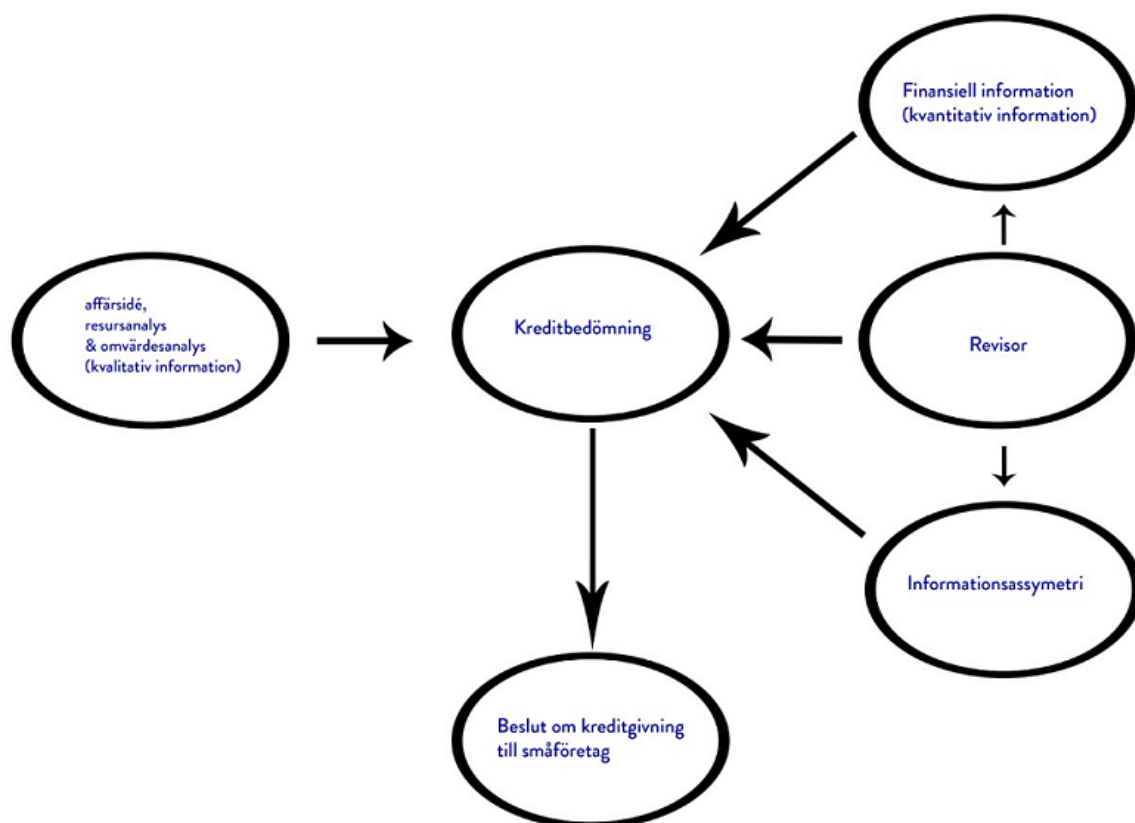 Finansiell information
(kvantitativ information)
affärsidé,
resursanalys
& omvärdesanalys
(kvalitativ information)
Kreditbedömning
Revisor
Informationsassymetri
Beslut om kreditgivning
till småföretag